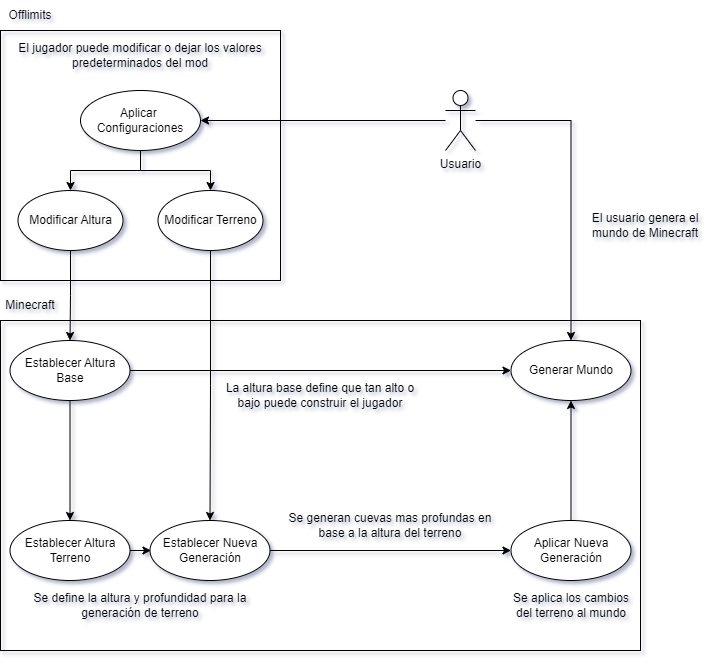 Offlimits
El jugador puede modificar o dejar los valores
predeterminados del mod
Aplicar
Configuraciones
Usuario
Modificar Altura
Modificar Terreno
El usuario genera el
mundo de Minecraft
Minecraft
Establecer Altura
Base
Generar Mundo
La altura base define que tan alto o
bajo puede construir el jugador
Se generan cuevas mas profundas en
base a la altura del terreno
Establecer Altura
Terreno
Establecer Nueva
Generación
Aplicar Nueva
Generación
Se define la altura y profundidad para la
generación de terreno
Se aplica los cambios
del terreno al mundo